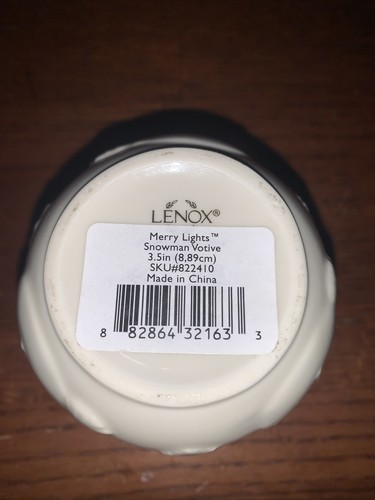 LENOX®
Merry Lights™
Snowman Votive
3.5in (8,89cm)
SKU#822410
Made in China
8 82864 32163 3